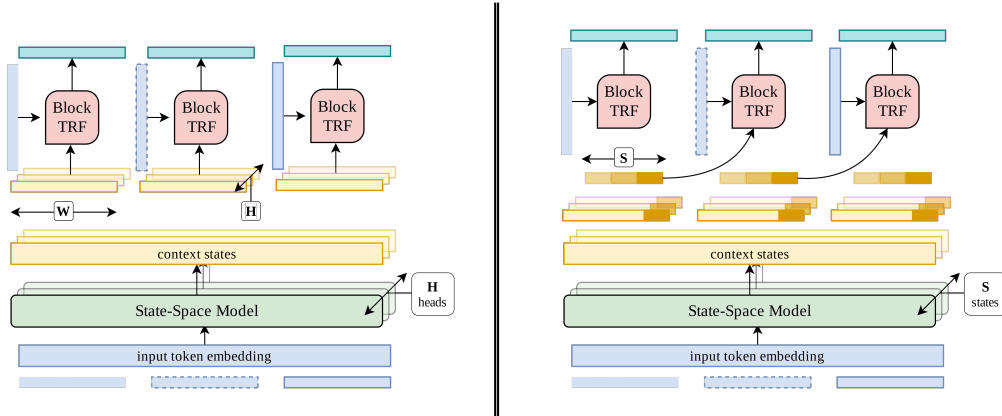 Block
TRF
Block
TRF
Block
TRF
W
H
context states
State-Space Model
H
heads
input token embedding
Block
TRF
Block
TRF
Block
TRF
S
context states
State-Space Model
S
states
input token embedding